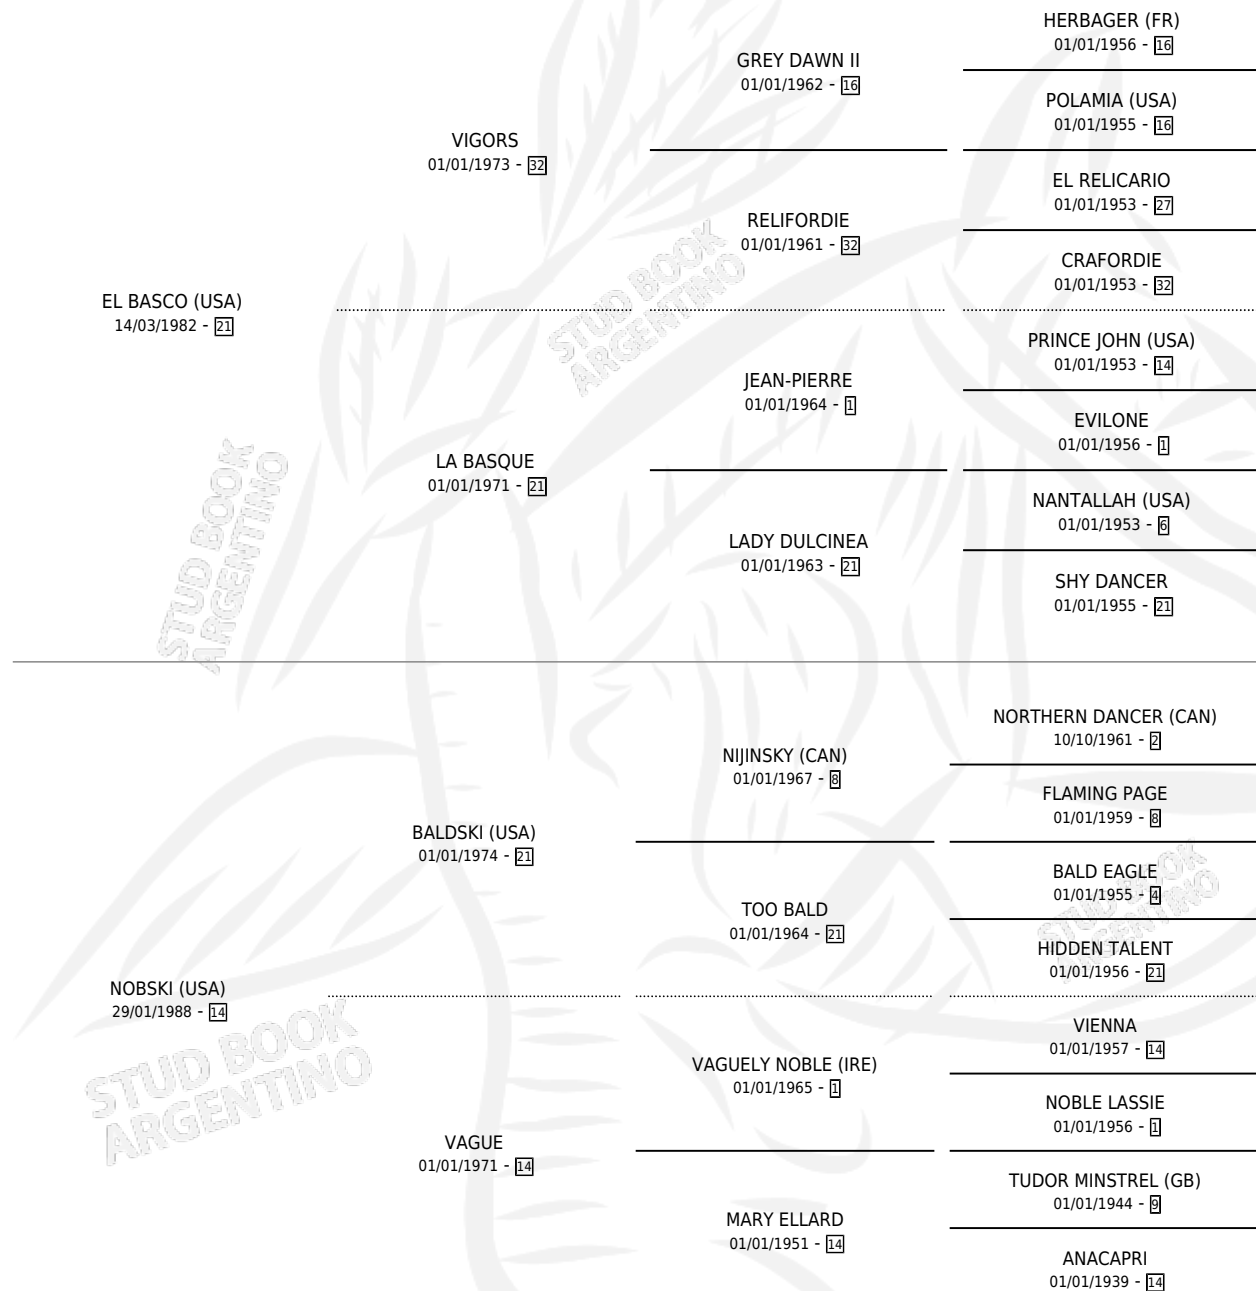 HERBAGER (FR)
01/01/1956 - 16
GREY DAWN II
01/01/1962 - 16
POLAMIA (USA)
01/01/1955 - 16
VIGORS
01/01/1973 - 32
EL RELICARIO
01/01/1953 - 27
RELIFORDIE
01/01/1961 - 32
CRAFORDIE
01/01/1953 - 32
EL BASCO (USA)
14/03/1982 - 21
PRINCE JOHN (USA)
01/01/1953 - 14
JEAN-PIERRE
01/01/1964 - 1
EVILONE
01/01/1956 - 1
LA BASQUE
01/01/1971 - 21
NANTALLAH (USA)
01/01/1953 - 6
LADY DULCINEA
01/01/1963 - 21
SHY DANCER
01/01/1955 - 21
NORTHERN DANCER (CAN)
10/10/1961 - 2
NIJINSKY (CAN)
01/01/1967 - 8
FLAMING PAGE
01/01/1959 - 8
BALDSKI (USA)
01/01/1974 - 21
BALD EAGLE
01/01/1955 - 4
TOO BALD
01/01/1964 - 21
HIDDEN TALENT
01/01/1956 - 21
NOBSKI (USA)
29/01/1988 - 14
VIENNA
01/01/1957 - 14
VAGUELY NOBLE (IRE)
01/01/1965 - 1
NOBLE LASSIE
01/01/1956 - 1
VAGUE
01/01/1971 - 14
TUDOR MINSTREL (GB)
01/01/1944 - 9
MARY ELLARD
01/01/1951 - 14
ANACAPRI
01/01/1939 - 14
STUD BOOK
ARGENTINO
STUD BOOK
ARGENTINO
STUD BOOK
ARGENTINO
STUD BOOK
ARGENTINO